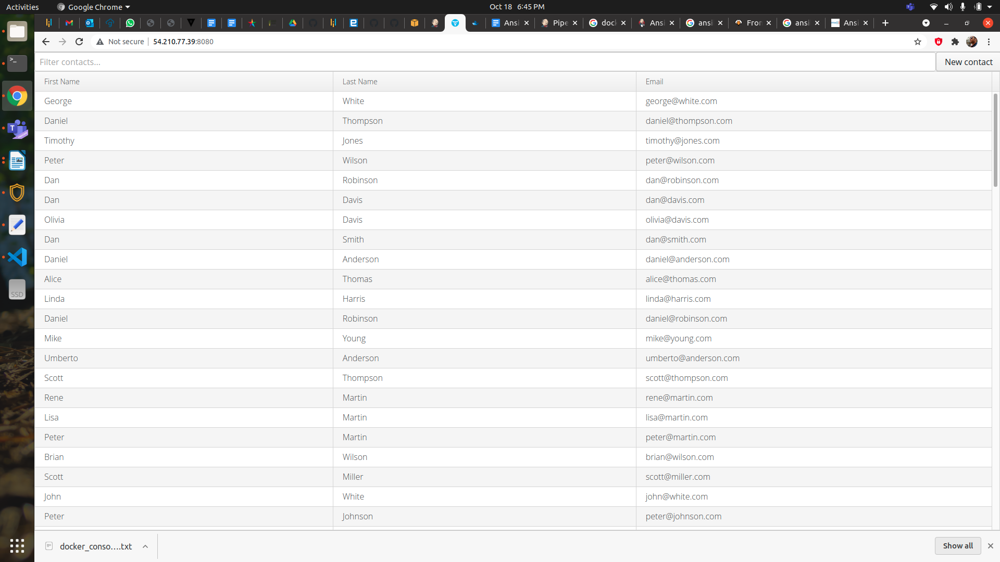 Activities Google Chrome Oct 18 6:45 PM
Ansi Pipe doc Ansi ansi Fron ansi Ansi
Not secure 54.210.77.39:8080
Filter contacts... New contact
First Name Last Name Email
George White george@white.com
Daniel Thompson daniel@thompson.com
Timothy Jones timothy@jones.com
Peter Wilson peter@wilson.com
Dan Robinson dan@robinson.com
Dan Davis dan@davis.com
Olivia Davis olivia@davis.com
Dan Smith dan@smith.com
Daniel Anderson daniel@anderson.com
Alice Thomas alice@thomas.com
Linda Harris linda@harris.com
Daniel Robinson daniel@robinson.com
Mike Young mike@young.com
Umberto Anderson umberto@anderson.com
Scott Thompson scott@thompson.com
Rene Martin rene@martin.com
Lisa Martin lisa@martin.com
Peter Martin peter@martin.com
Brian Wilson brian@wilson.com
Scott Miller scott@miller.com
John White john@white.com
Peter Johnson peter@johnson.com
SSD
docker_conso....txt Show all